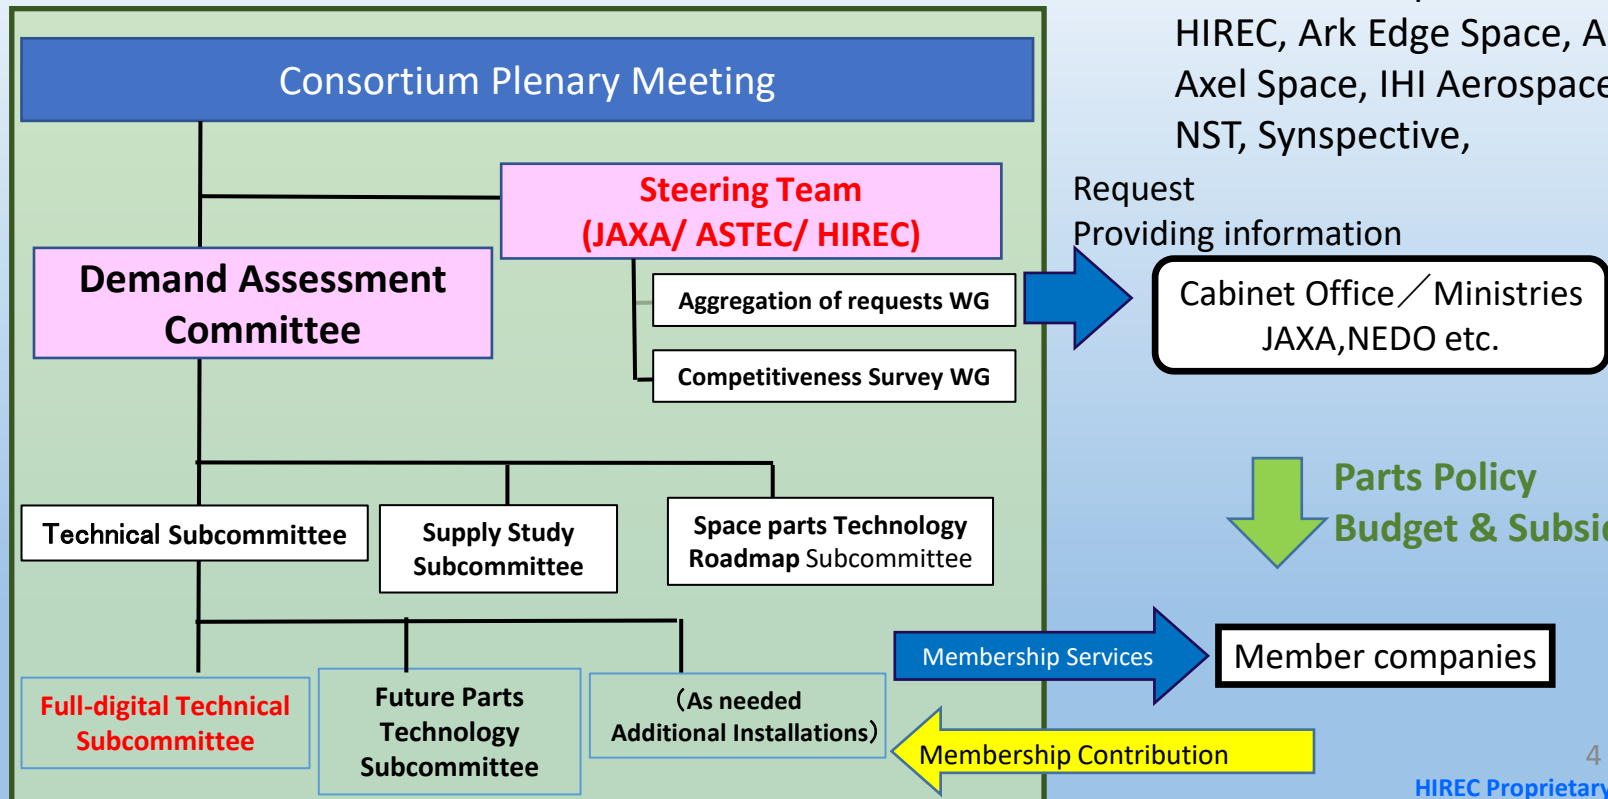 Consortium Plenary Meeting
HIREC, Ark Edge Space, A
Axel Space, IHI Aerospace
NST, Synspective,
Steering Team
(JAXA/ ASTEC/ HIREC)
Request
Providing information
Demand Assessment
Committee
Aggregation of requests WG
Competitiveness Survey WG
Cabinet Office／Ministries
JAXA,NEDO etc.
Parts Policy
Budget & Subsid
Technical Subcommittee
Supply Study
Subcommittee
Space parts Technology
Roadmap Subcommittee
Membership Services
Member companies
Full-digital Technical
Subcommittee
Future Parts
Technology
Subcommittee
（As needed
Additional Installations）
Membership Contribution
4
HIREC Proprietary